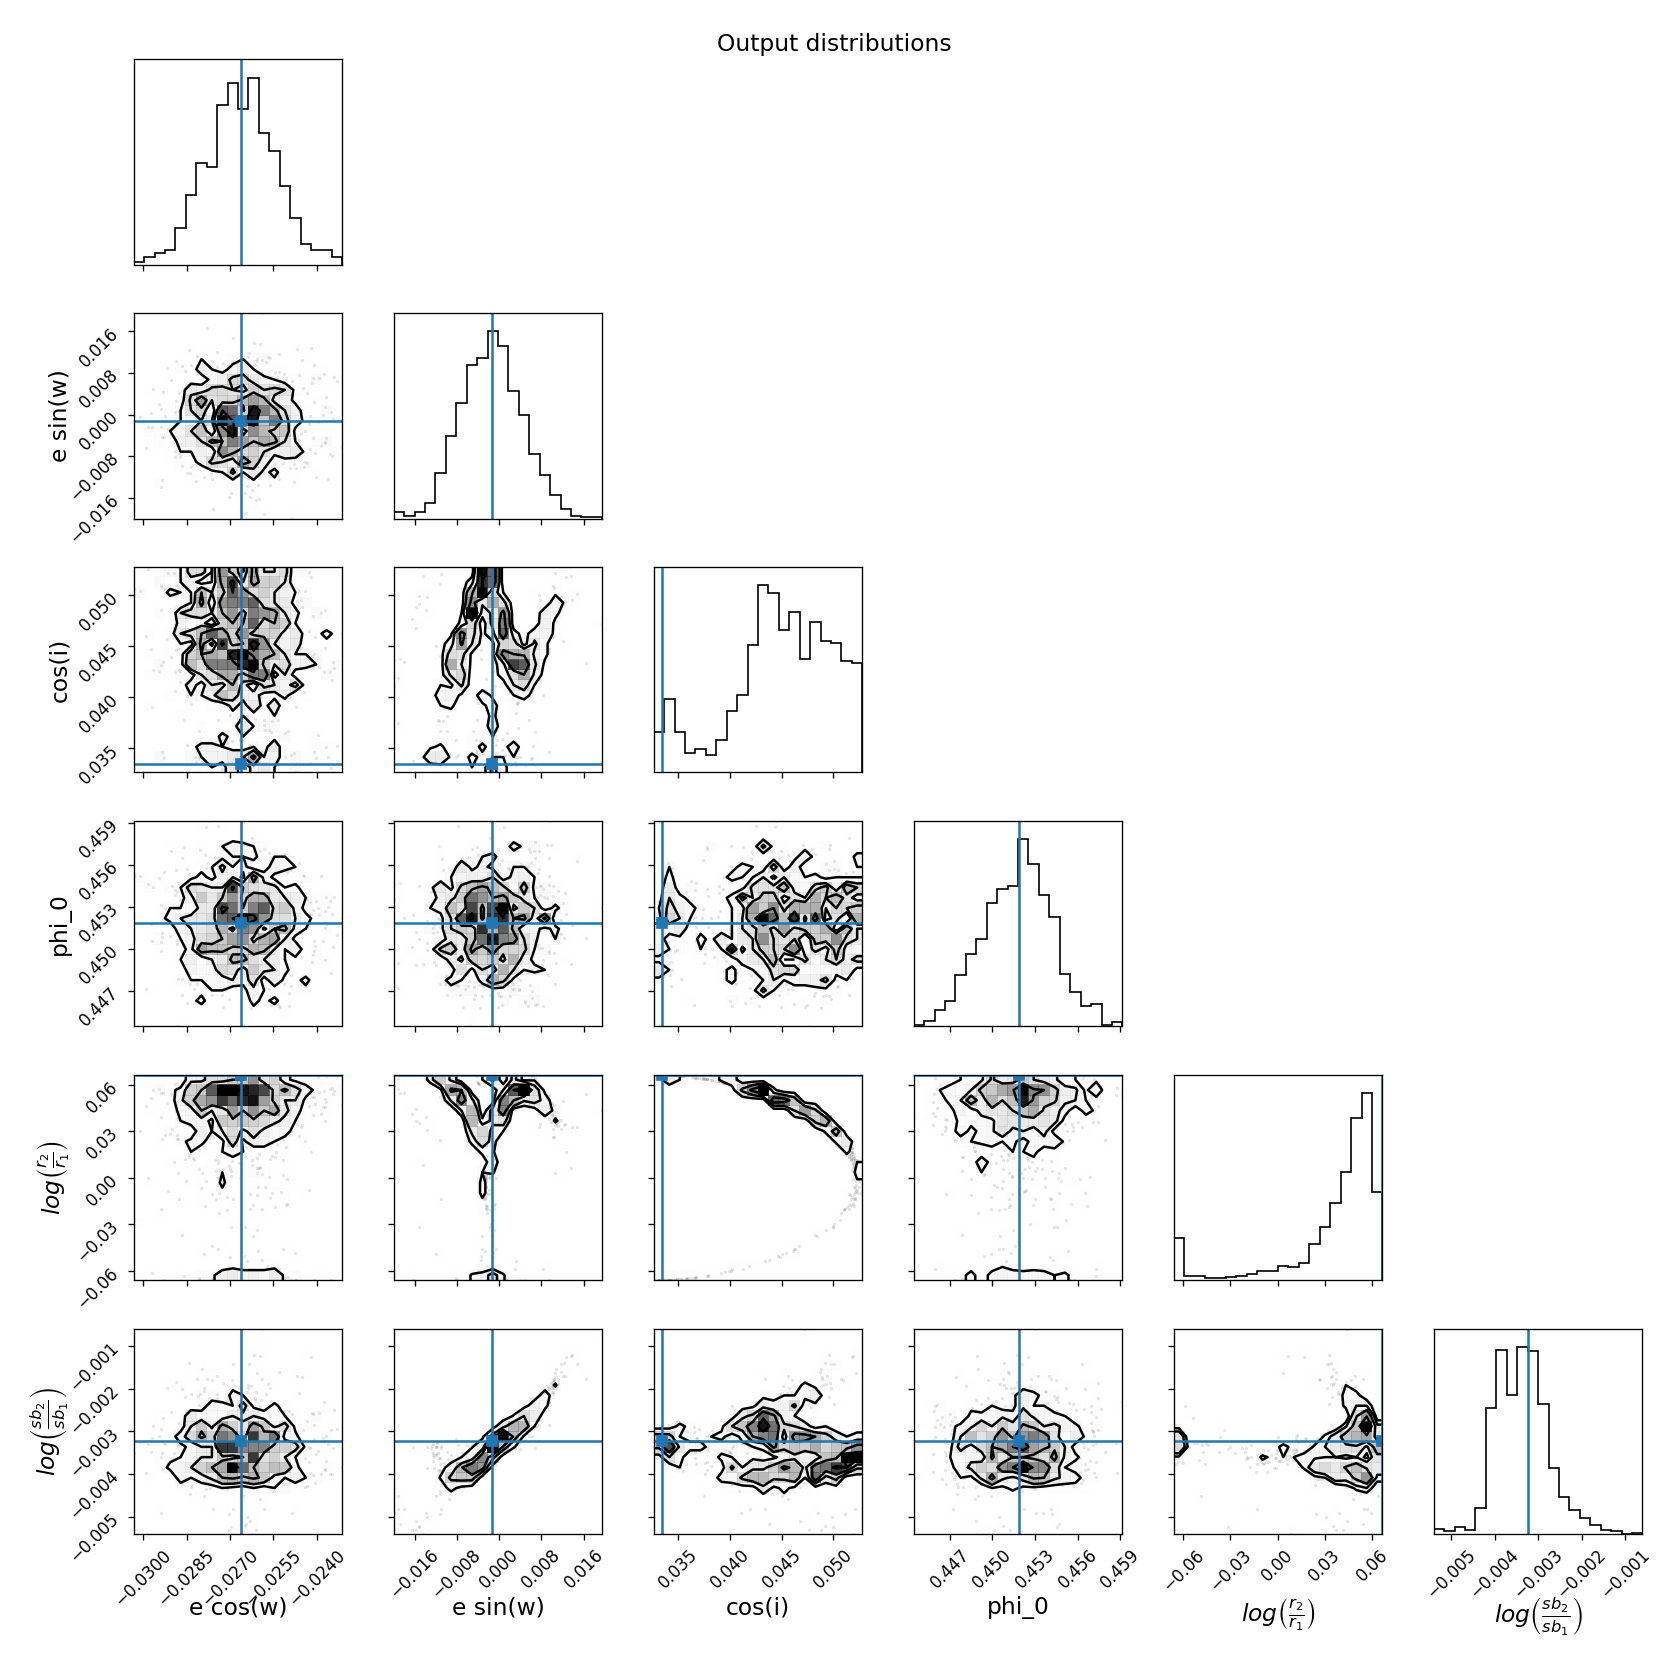 Output distributions
e sin(w)
0.016
0.008
0.000
−0.008
−0.016
cos(i)
0.050
0.045
0.040
0.035
phi_0
0.459
0.456
0.453
0.450
0.447
log(r₂/r₁)
0.06
0.03
0.00
−0.03
−0.06
log(sb₂/sb₁)
−0.001
−0.002
−0.003
−0.004
−0.005
−0.0300 −0.0285 −0.0270 −0.0255 −0.0240
−0.016 −0.008 0.000 0.008 0.016
0.035 0.040 0.045 0.050
0.447 0.450 0.453 0.456 0.459
−0.06 −0.03 0.00 0.03 0.06
−0.005 −0.004 −0.003 −0.002 −0.001
e cos(w)
e sin(w)
cos(i)
phi_0
log(r₂/r₁)
log(sb₂/sb₁)